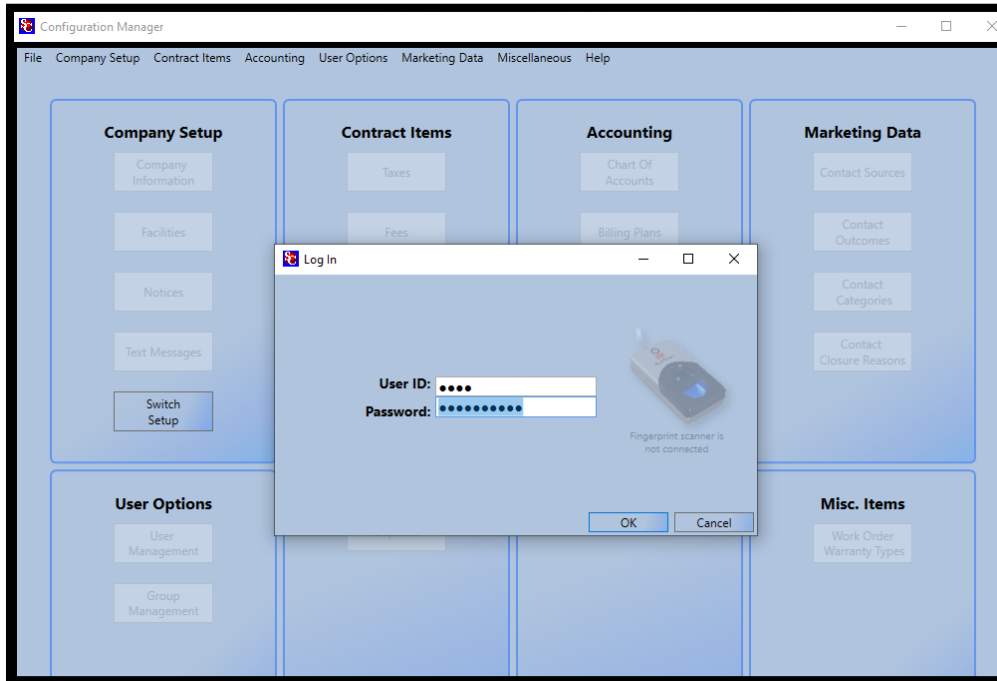 Configuration Manager
File Company Setup Contract Items Accounting User Options Marketing Data Miscellaneous Help
Company Setup
Company
Information
Facilities
Notices
Text Messages
Switch
Setup
Contract Items
Taxes
Fees
Accounting
Chart Of
Accounts
Billing Plans
Marketing Data
Contact Sources
Contact
Outcomes
Contact
Categories
Contact
Closure Reasons
Log In
User ID:
Password:
Fingerprint scanner is
not connected
OK Cancel
User Options
User
Management
Group
Management
Misc. Items
Work Order
Warranty Types